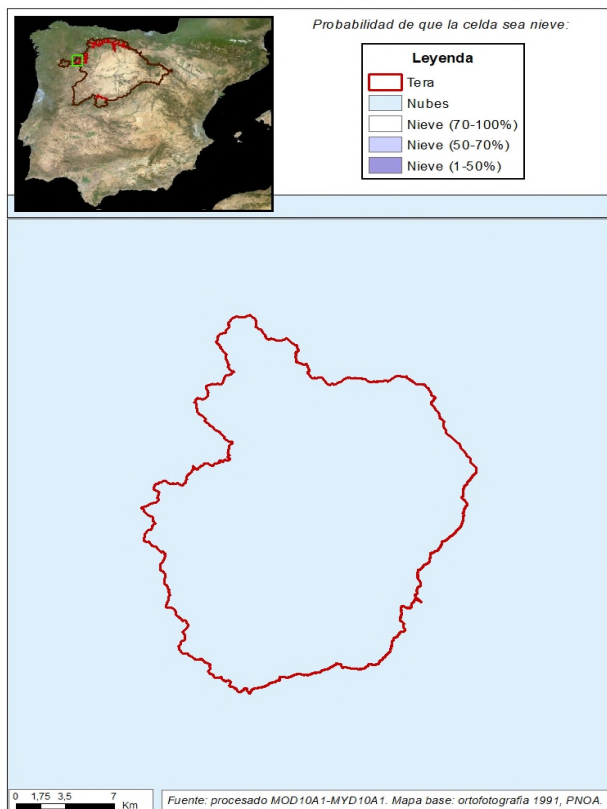 Probabilidad de que la celda sea nieve:
Leyenda
Tera
Nubes
Nieve (70-100%)
Nieve (50-70%)
Nieve (1-50%)
0 1,75 3,5 7
Km
Fuente: procesado MOD10A1-MYD10A1. Mapa base: ortofotografía 1991, PNOA